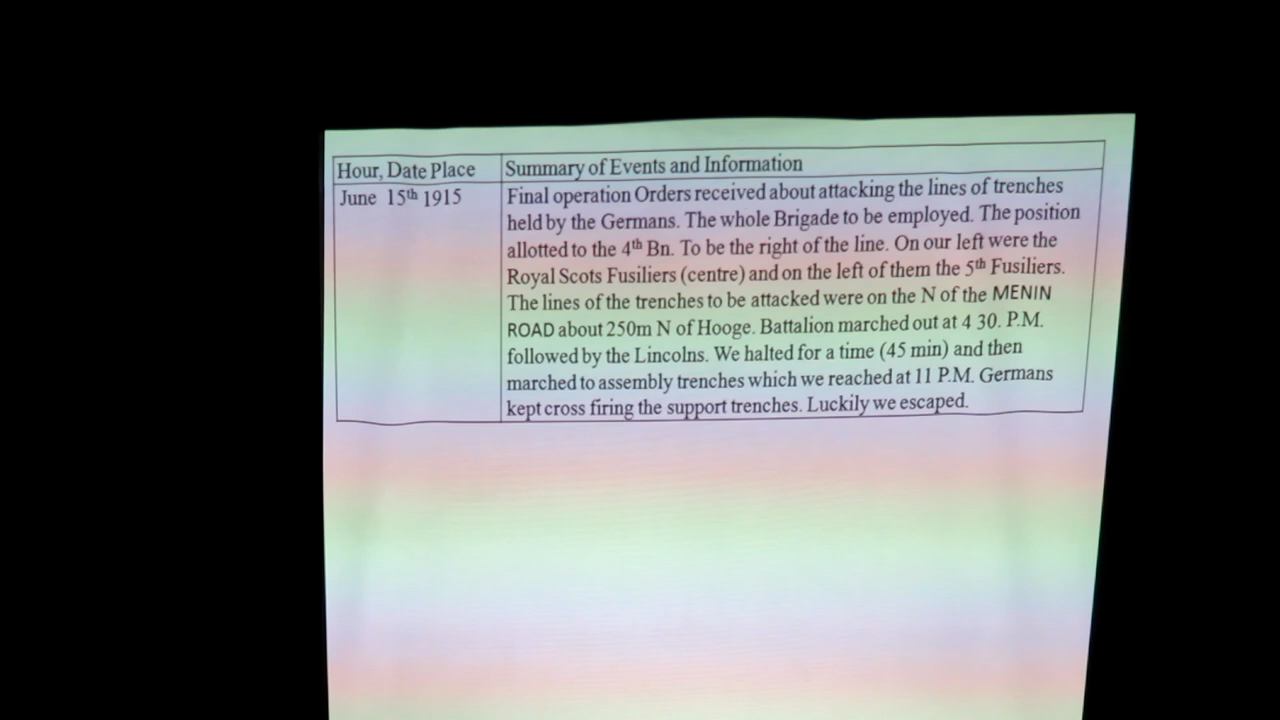 Hour, Date Place
Summary of Events and Information
June 15th 1915
Final operation Orders received about attacking the lines of trenches
held by the Germans. The whole Brigade to be employed. The position
allotted to the 4th Bn. To be the right of the line. On our left were the
Royal Scots Fusiliers (centre) and on the left of them the 5th Fusiliers.
The lines of the trenches to be attacked were on the N of the MENIN
ROAD about 250m N of Hooge. Battalion marched out at 4 30. P.M.
followed by the Lincolns. We halted for a time (45 min) and then
marched to assembly trenches which we reached at 11 P.M. Germans
kept cross firing the support trenches. Luckily we escaped.